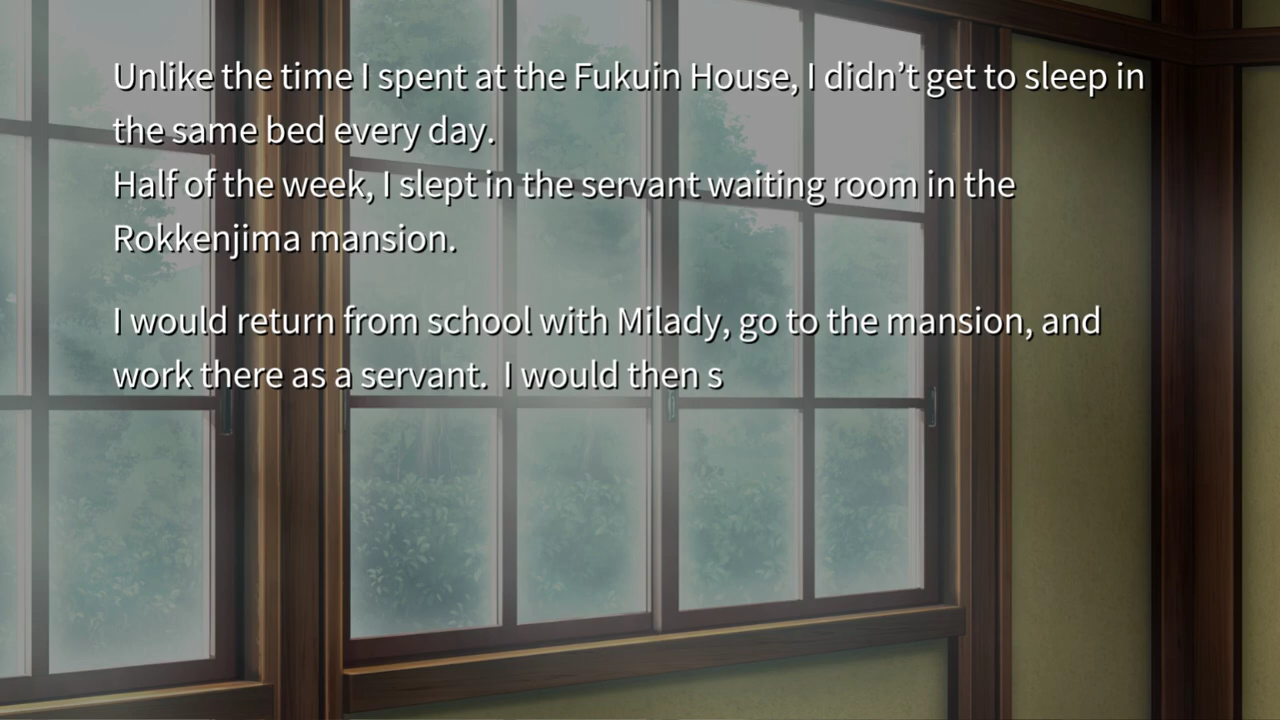 Unlike the time I spent at the Fukuin House, I didn’t get to sleep in
the same bed every day.
Half of the week, I slept in the servant waiting room in the
Rokkenjima mansion.
I would return from school with Milady, go to the mansion, and
work there as a servant.  I would then s